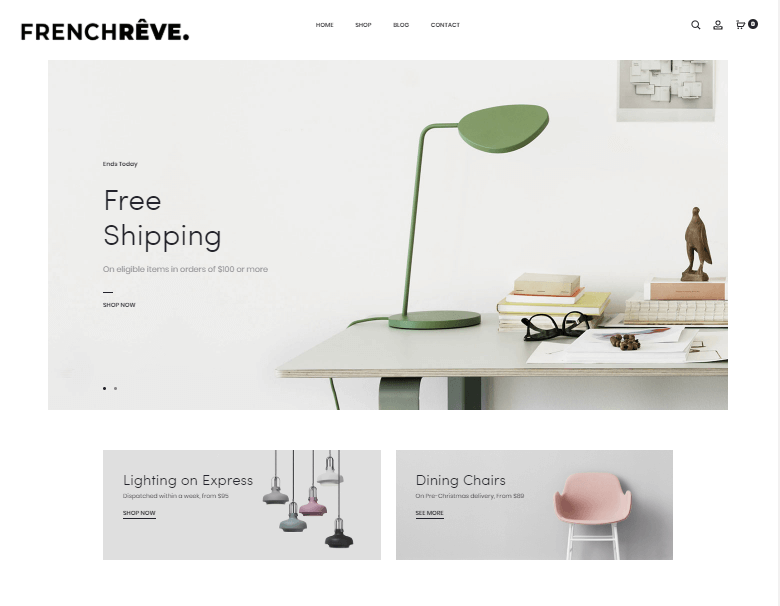 FRENCHRÊVE.
HOME SHOP BLOG CONTACT
0
Ends Today
Free
Shipping
On eligible items in orders of $100 or more
SHOP NOW
Lighting on Express
Dispatched within a week, from $95
SHOP NOW
Dining Chairs
On Pre-Christmas delivery. From $89
SEE MORE